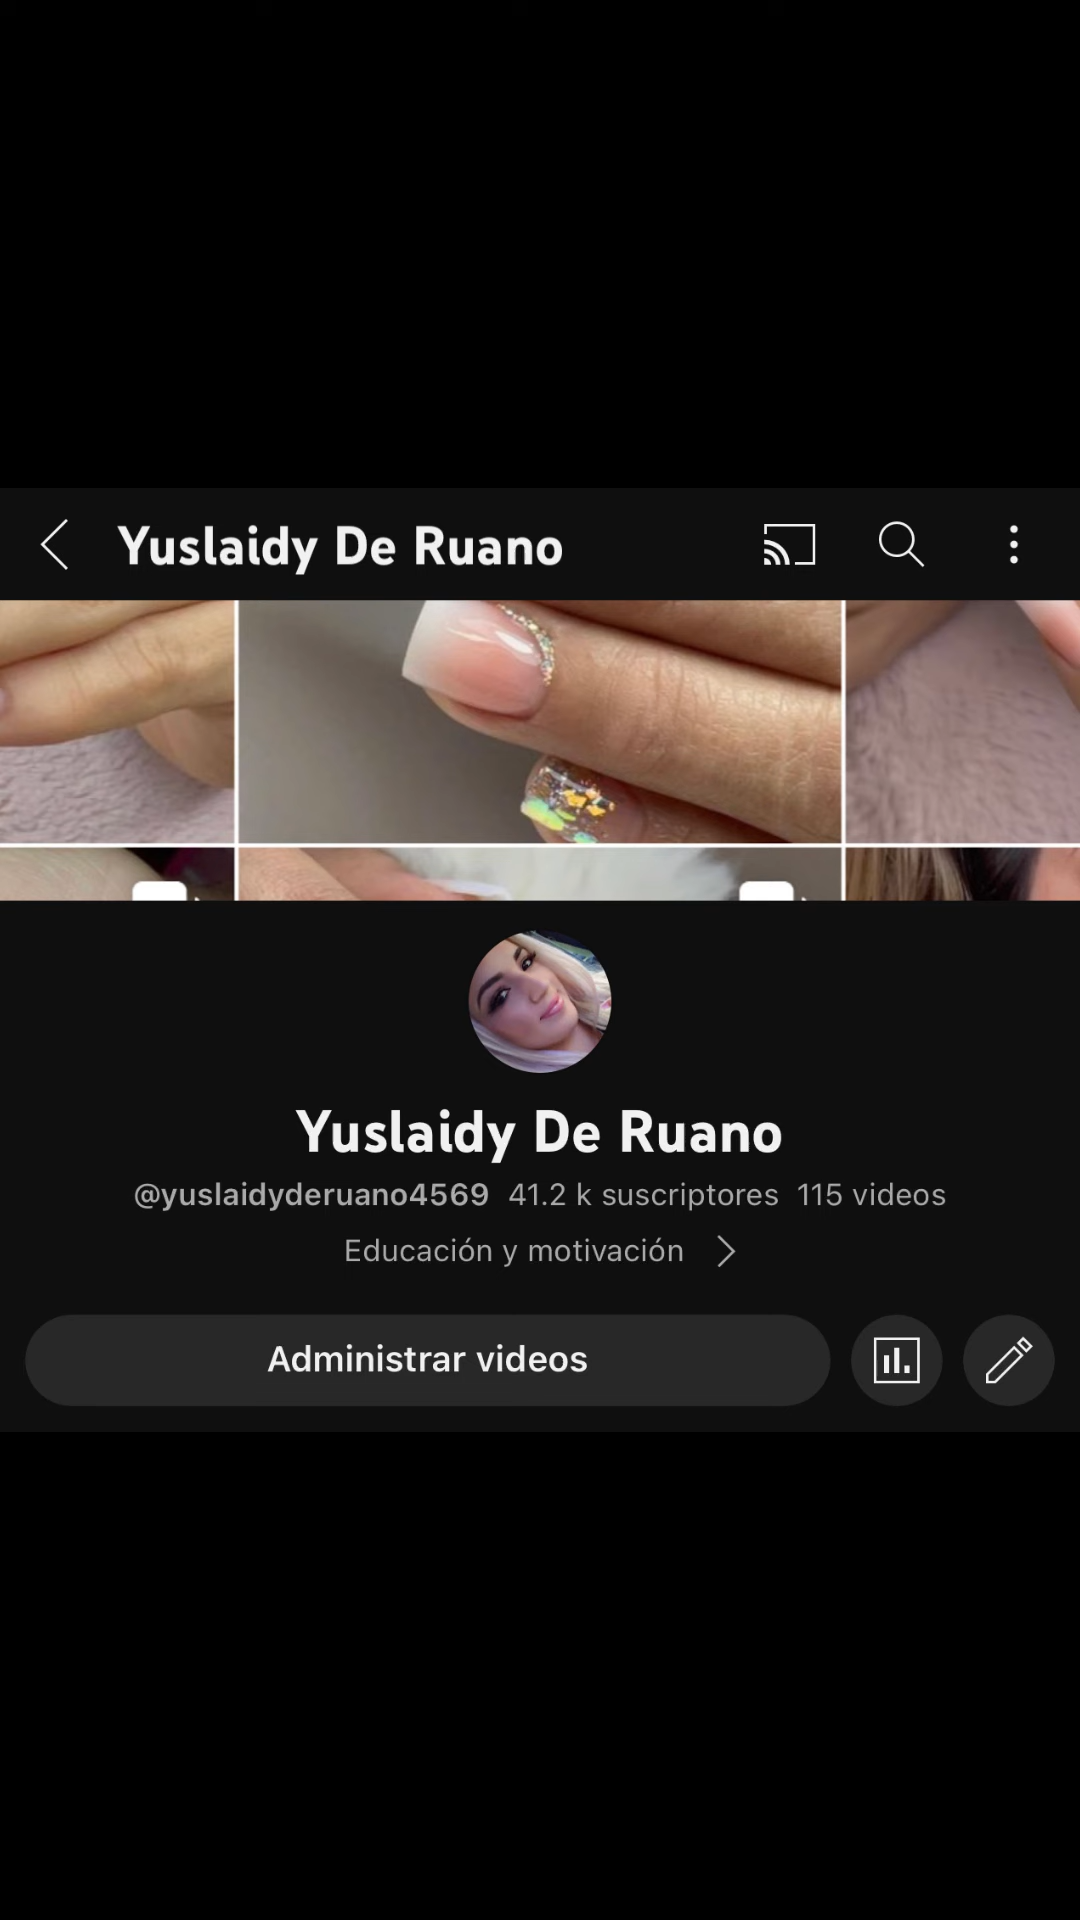 Yuslaidy De Ruano
Yuslaidy De Ruano
@yuslaidyderuano4569 41.2 k suscriptores 115 videos
Educación y motivación
Administrar videos